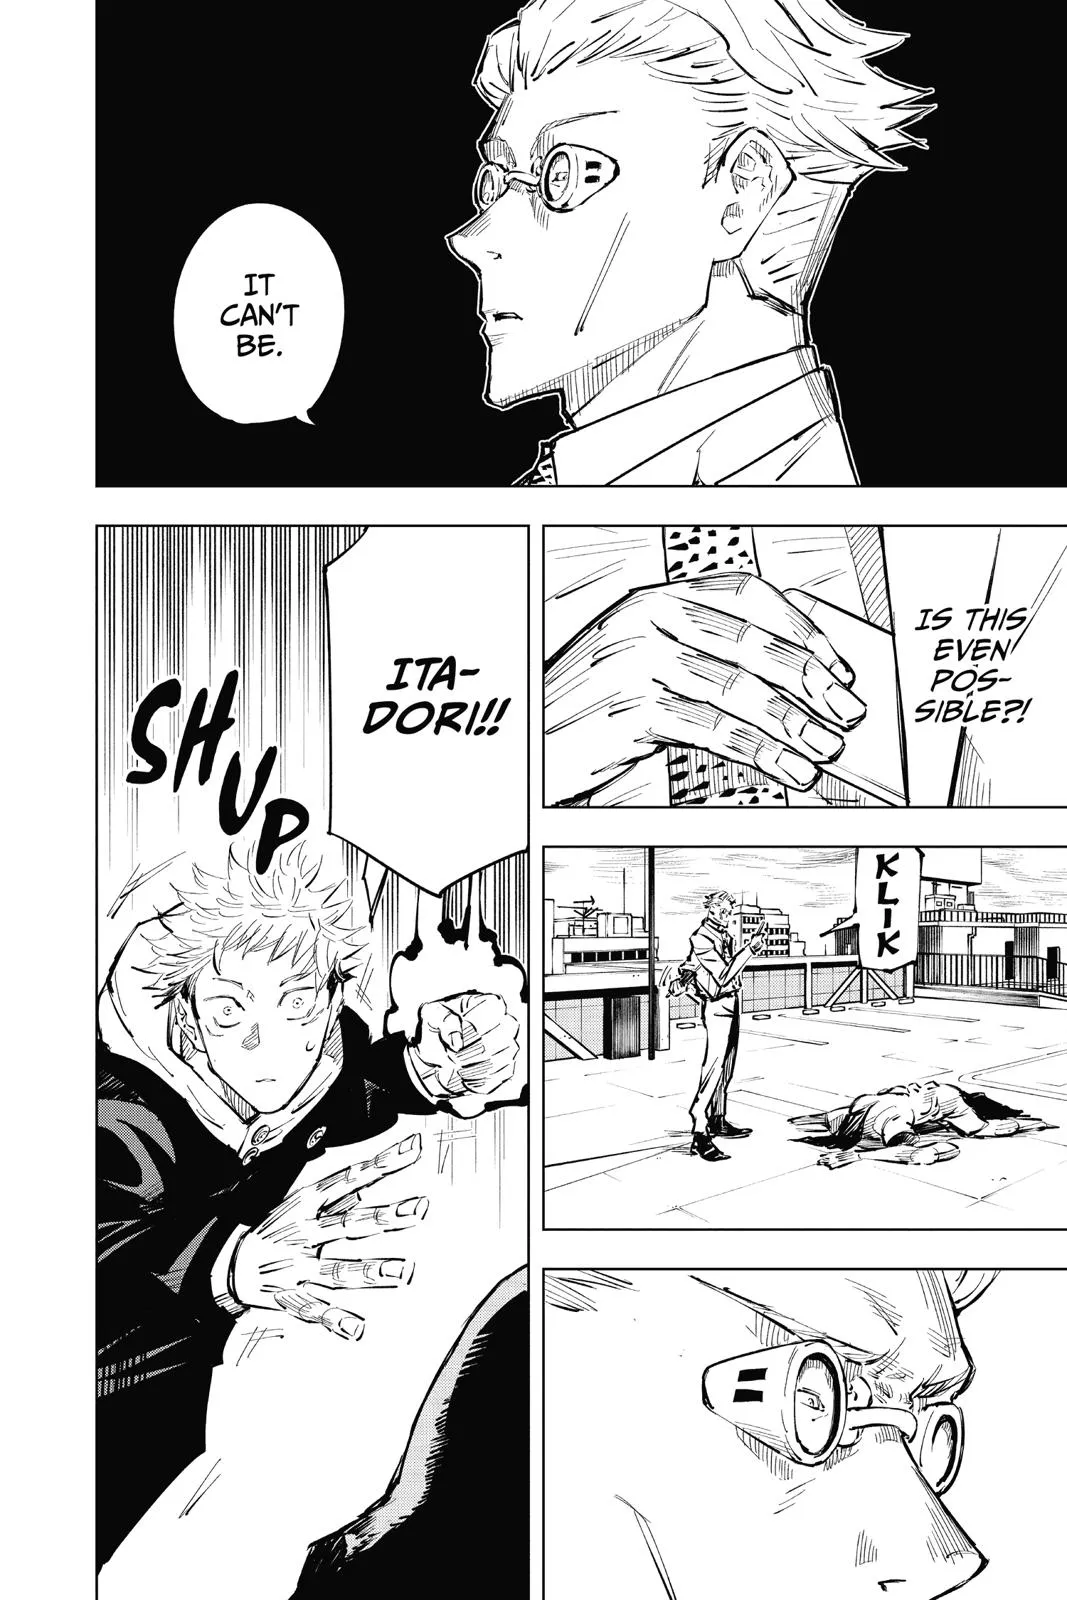 IT
CAN'T
BE.
IS THIS
EVEN
POS-
SIBLE?!
KLIK
ITA-
DORI!!
SHUP